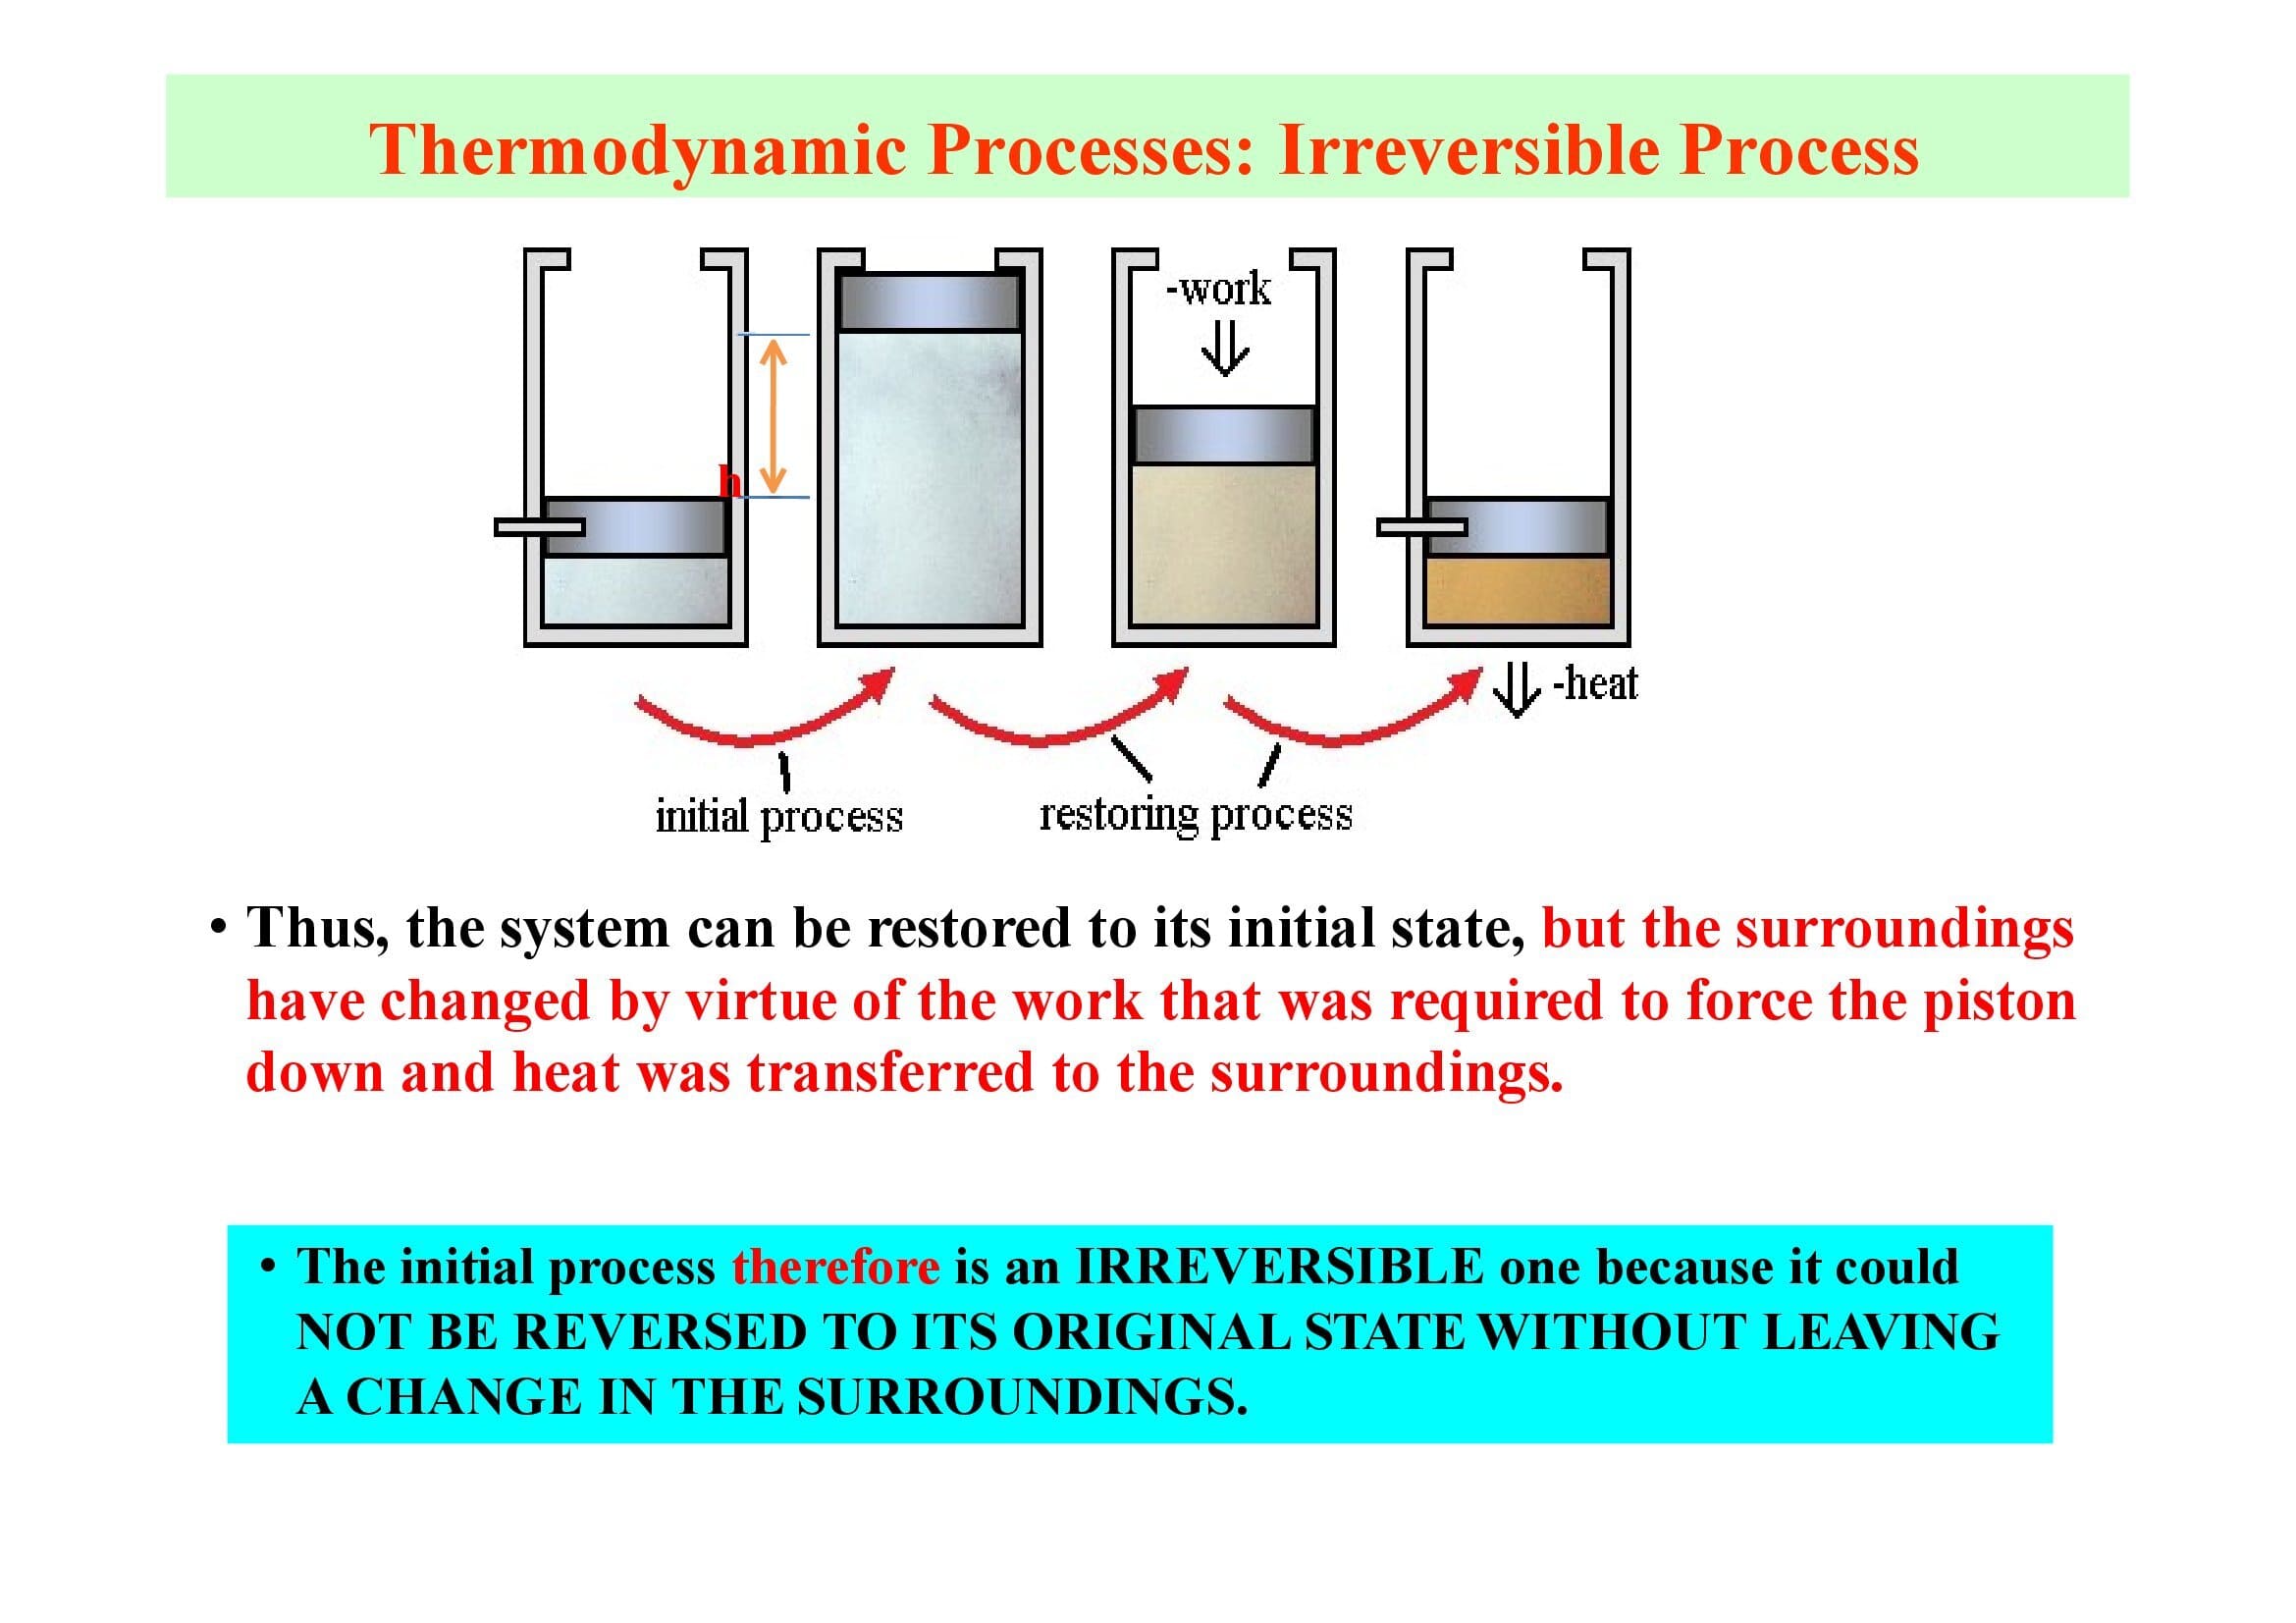 Thermodynamic Processes: Irreversible Process
-work
h
-heat
initial process
restoring process
• Thus, the system can be restored to its initial state, but the surroundings
have changed by virtue of the work that was required to force the piston
down and heat was transferred to the surroundings.
• The initial process therefore is an IRREVERSIBLE one because it could
NOT BE REVERSED TO ITS ORIGINAL STATE WITHOUT LEAVING
A CHANGE IN THE SURROUNDINGS.